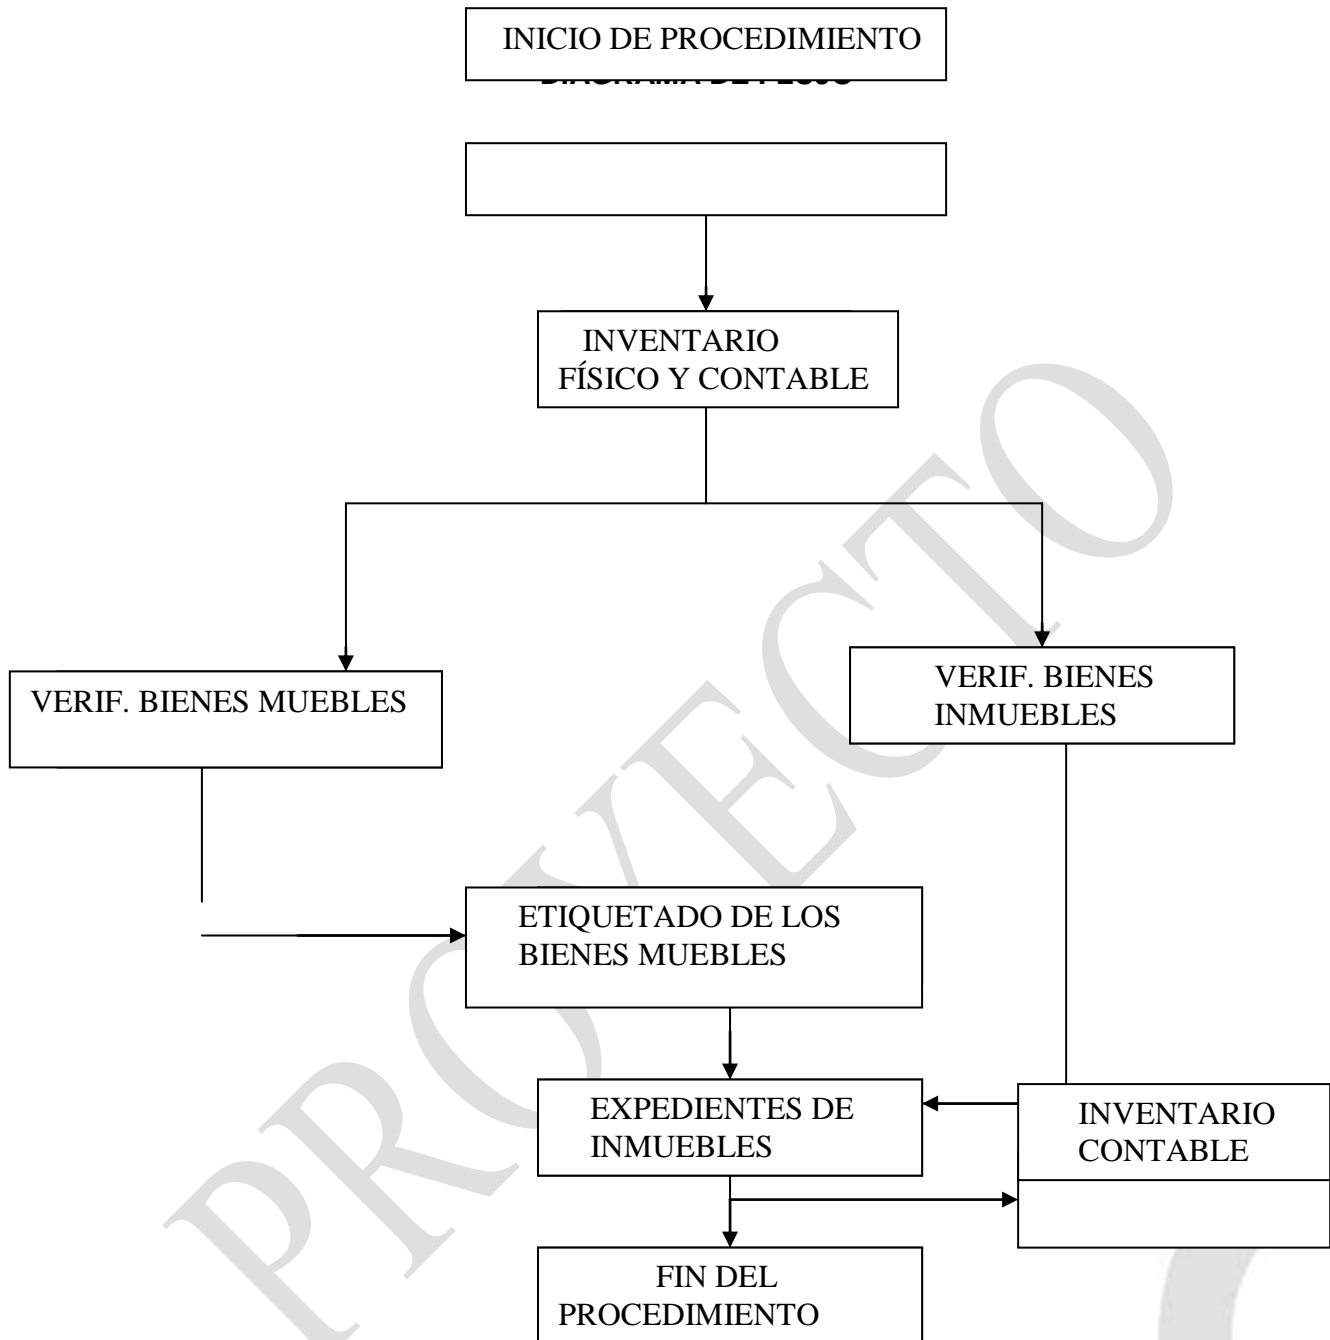 INICIO DE PROCEDIMIENTO
INVENTARIO
FÍSICO Y CONTABLE
VERIF. BIENES MUEBLES
VERIF. BIENES
INMUEBLES
ETIQUETADO DE LOS
BIENES MUEBLES
EXPEDIENTES DE
INMUEBLES
INVENTARIO
CONTABLE
FIN DEL
PROCEDIMIENTO
PROYECTO